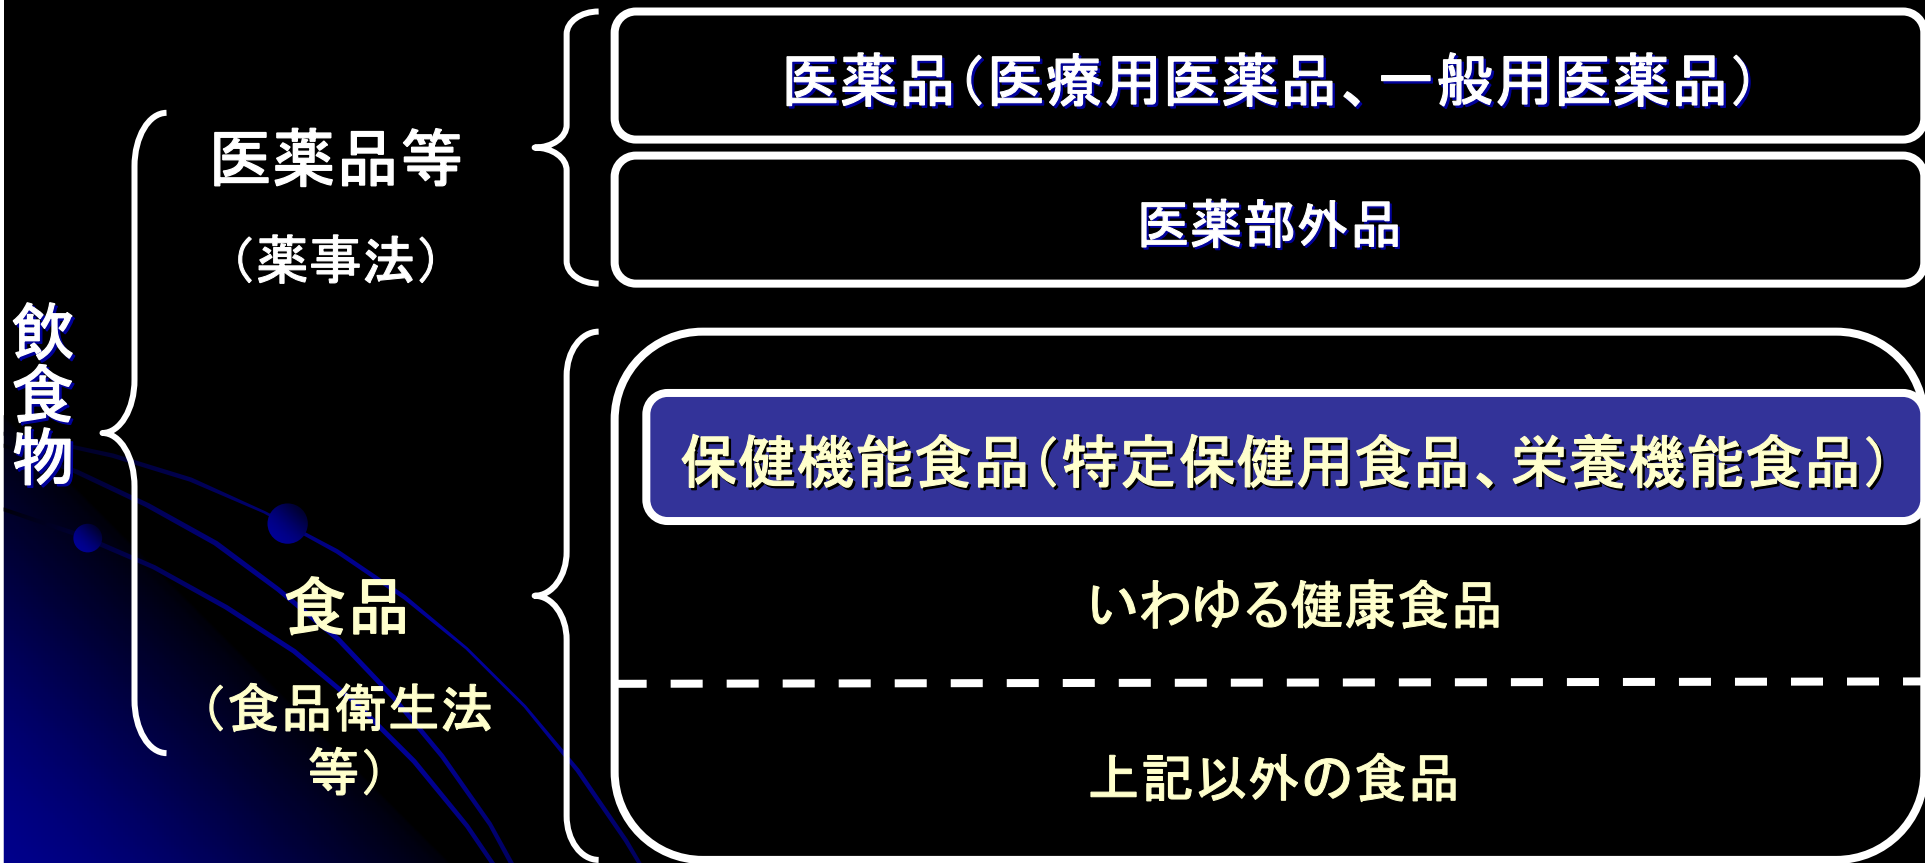 飲食物
医薬品等
（薬事法）
医薬品（医療用医薬品、一般用医薬品）
医薬部外品
食品
（食品衛生法
等）
保健機能食品（特定保健用食品、栄養機能食品）
いわゆる健康食品
上記以外の食品